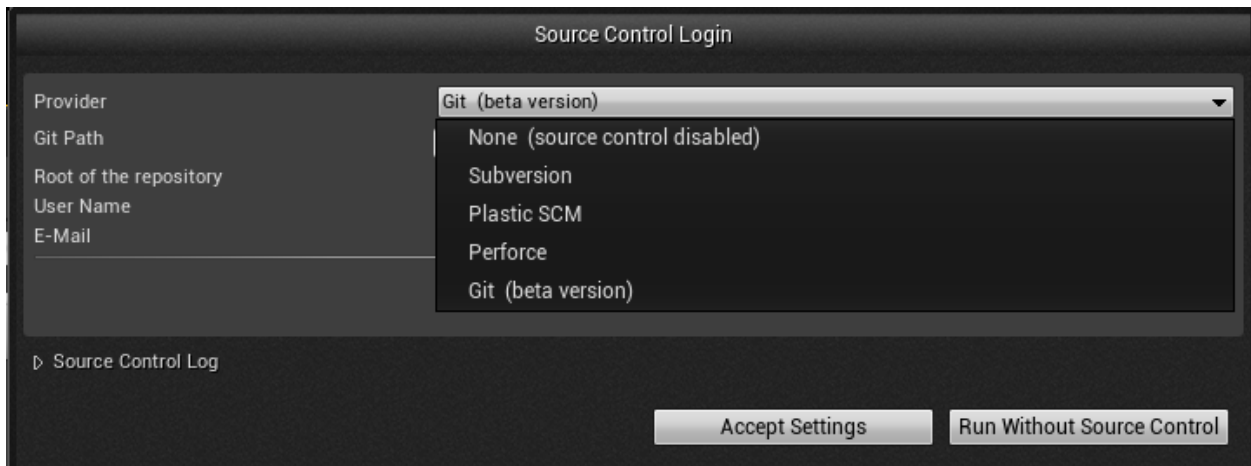 Source Control Login
Provider
Git (beta version)
Git Path
None (source control disabled)
Root of the repository
Subversion
User Name
Plastic SCM
E-Mail
Perforce
Git (beta version)
Source Control Log
Accept Settings
Run Without Source Control